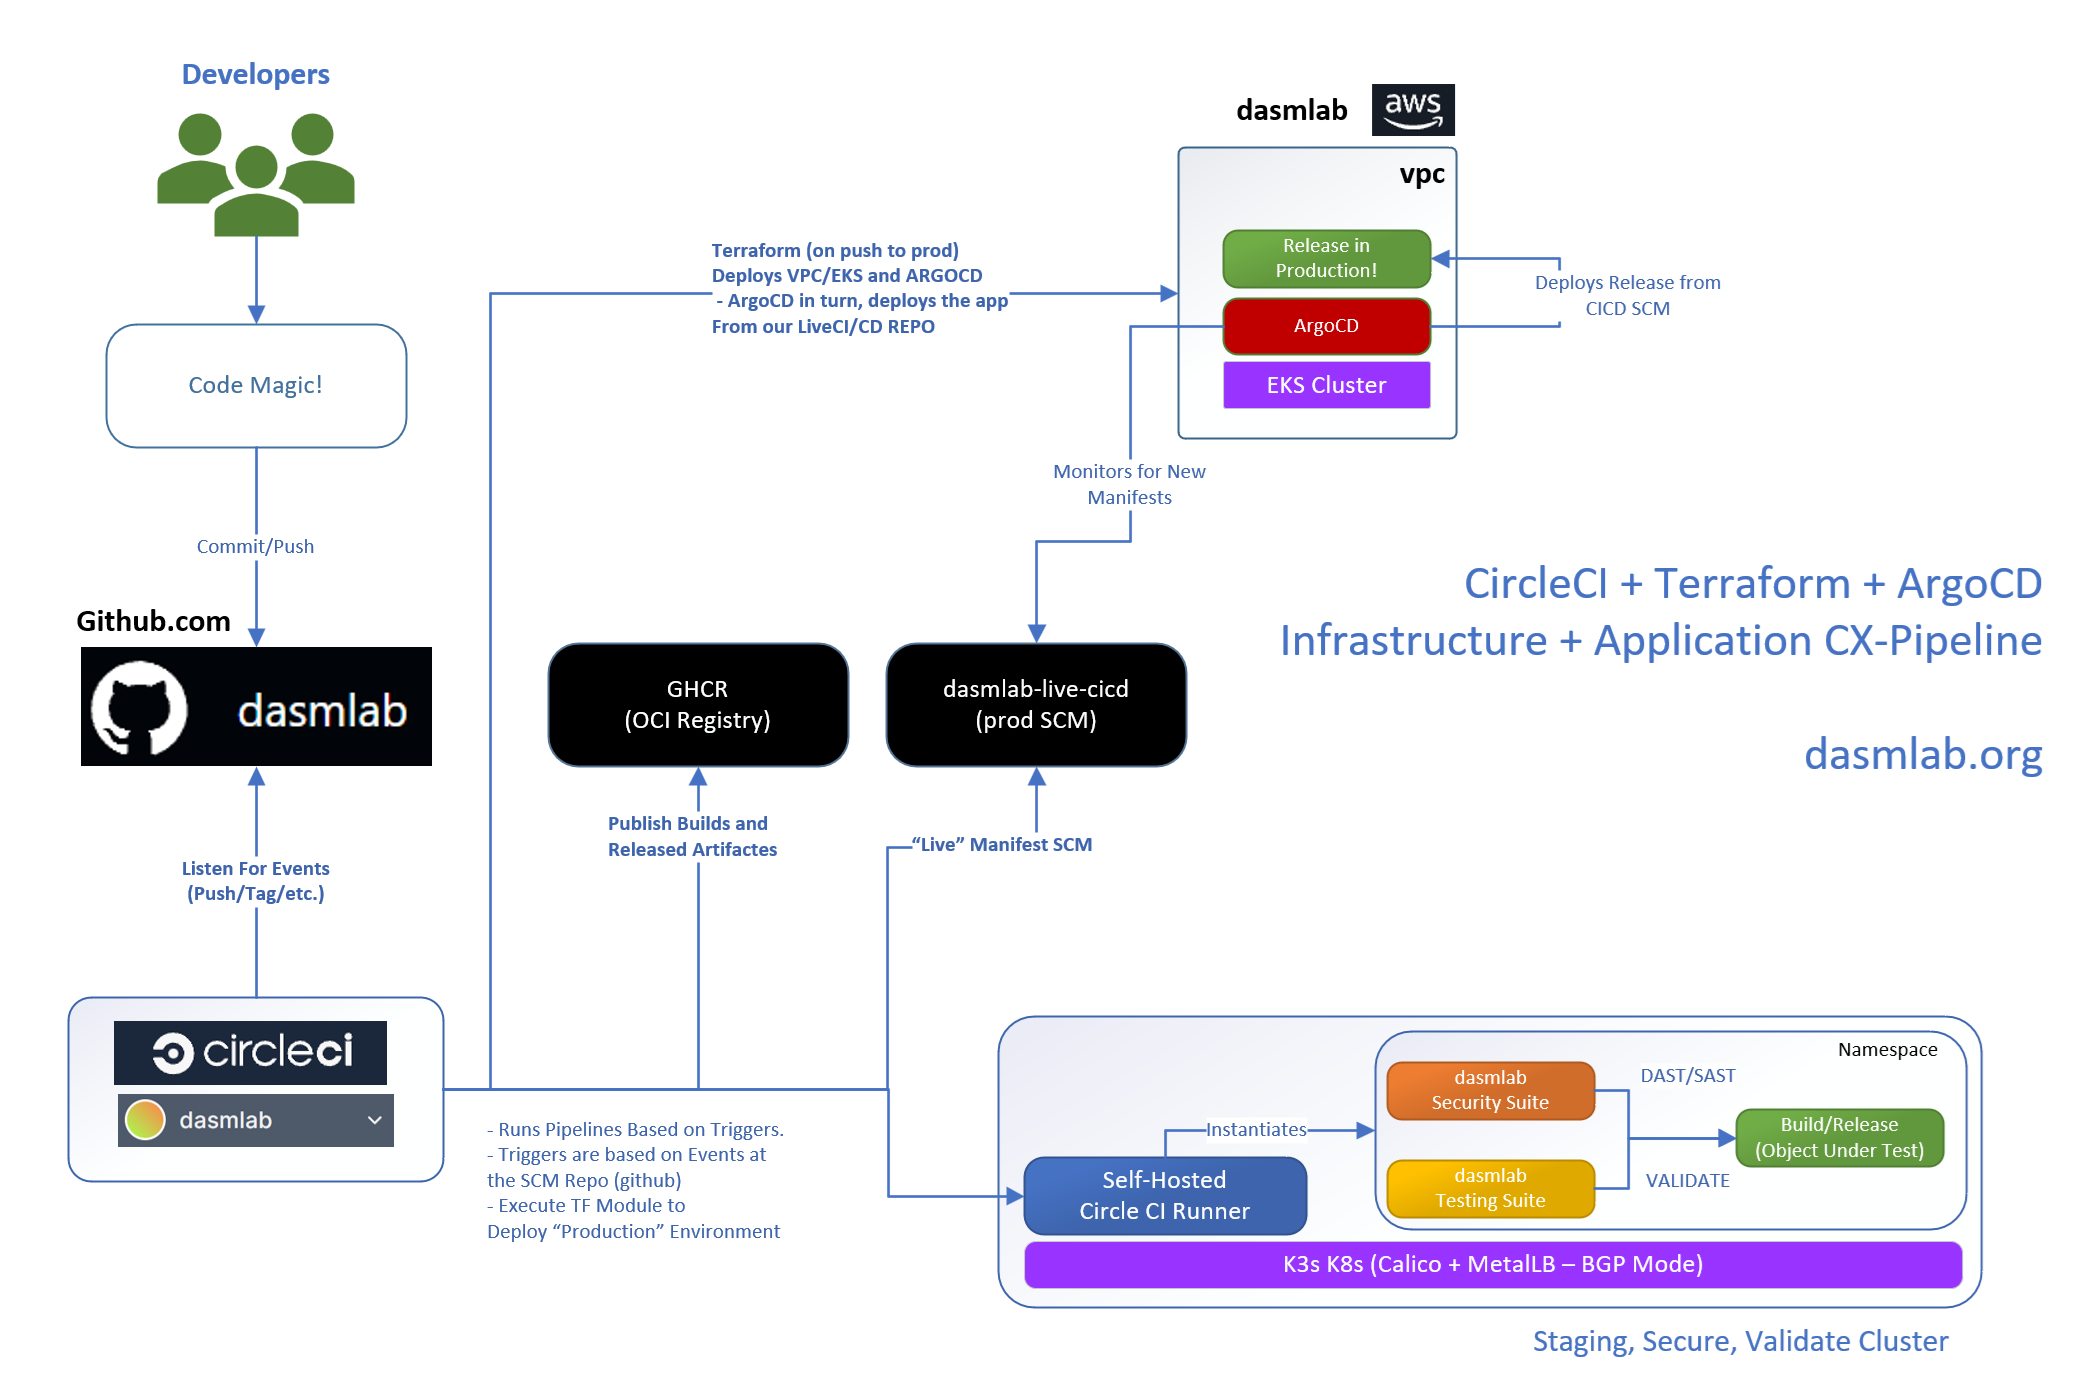 Developers
Code Magic!
Commit/Push
Github.com
dasmlab
Listen For Events
(Push/Tag/etc.)
circleci
dasmlab
Terraform (on push to prod)
Deploys VPC/EKS and ARGOCD
- ArgoCD in turn, deploys the app
From our LiveCI/CD REPO
dasmlab
aws
vpc
Release in
Production!
ArgoCD
EKS Cluster
Deploys Release from
CICD SCM
Monitors for New
Manifests
GHCR
(OCI Registry)
dasmlab-live-cicd
(prod SCM)
Publish Builds and
Released Artifactes
“Live” Manifest SCM
CircleCI + Terraform + ArgoCD
Infrastructure + Application CX-Pipeline
dasmlab.org
- Runs Pipelines Based on Triggers.
- Triggers are based on Events at
the SCM Repo (github)
- Execute TF Module to
Deploy “Production” Environment
Self-Hosted
Circle CI Runner
Instantiates
Namespace
dasmlab
Security Suite
DAST/SAST
dasmlab
Testing Suite
VALIDATE
Build/Release
(Object Under Test)
K3s K8s (Calico + MetalLB – BGP Mode)
Staging, Secure, Validate Cluster